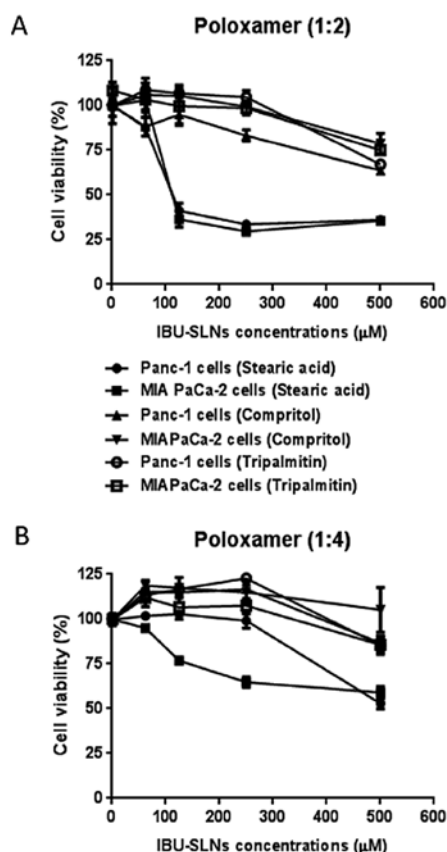 A
Poloxamer (1:2)
125
100
75
50
25
0
Cell viability (%)
0 100 200 300 400 500 600
IBU-SLNs concentrations (µM)
Panc-1 cells (Stearic acid)
MIA PaCa-2 cells (Stearic acid)
Panc-1 cells (Compritol)
MIAPaCa-2 cells (Compritol)
Panc-1 cells (Tripalmitin)
MIAPaCa-2 cells (Tripalmitin)
B
Poloxamer (1:4)
125
100
75
50
25
0
Cell viability (%)
0 100 200 300 400 500 600
IBU-SLNs concentrations (µM)